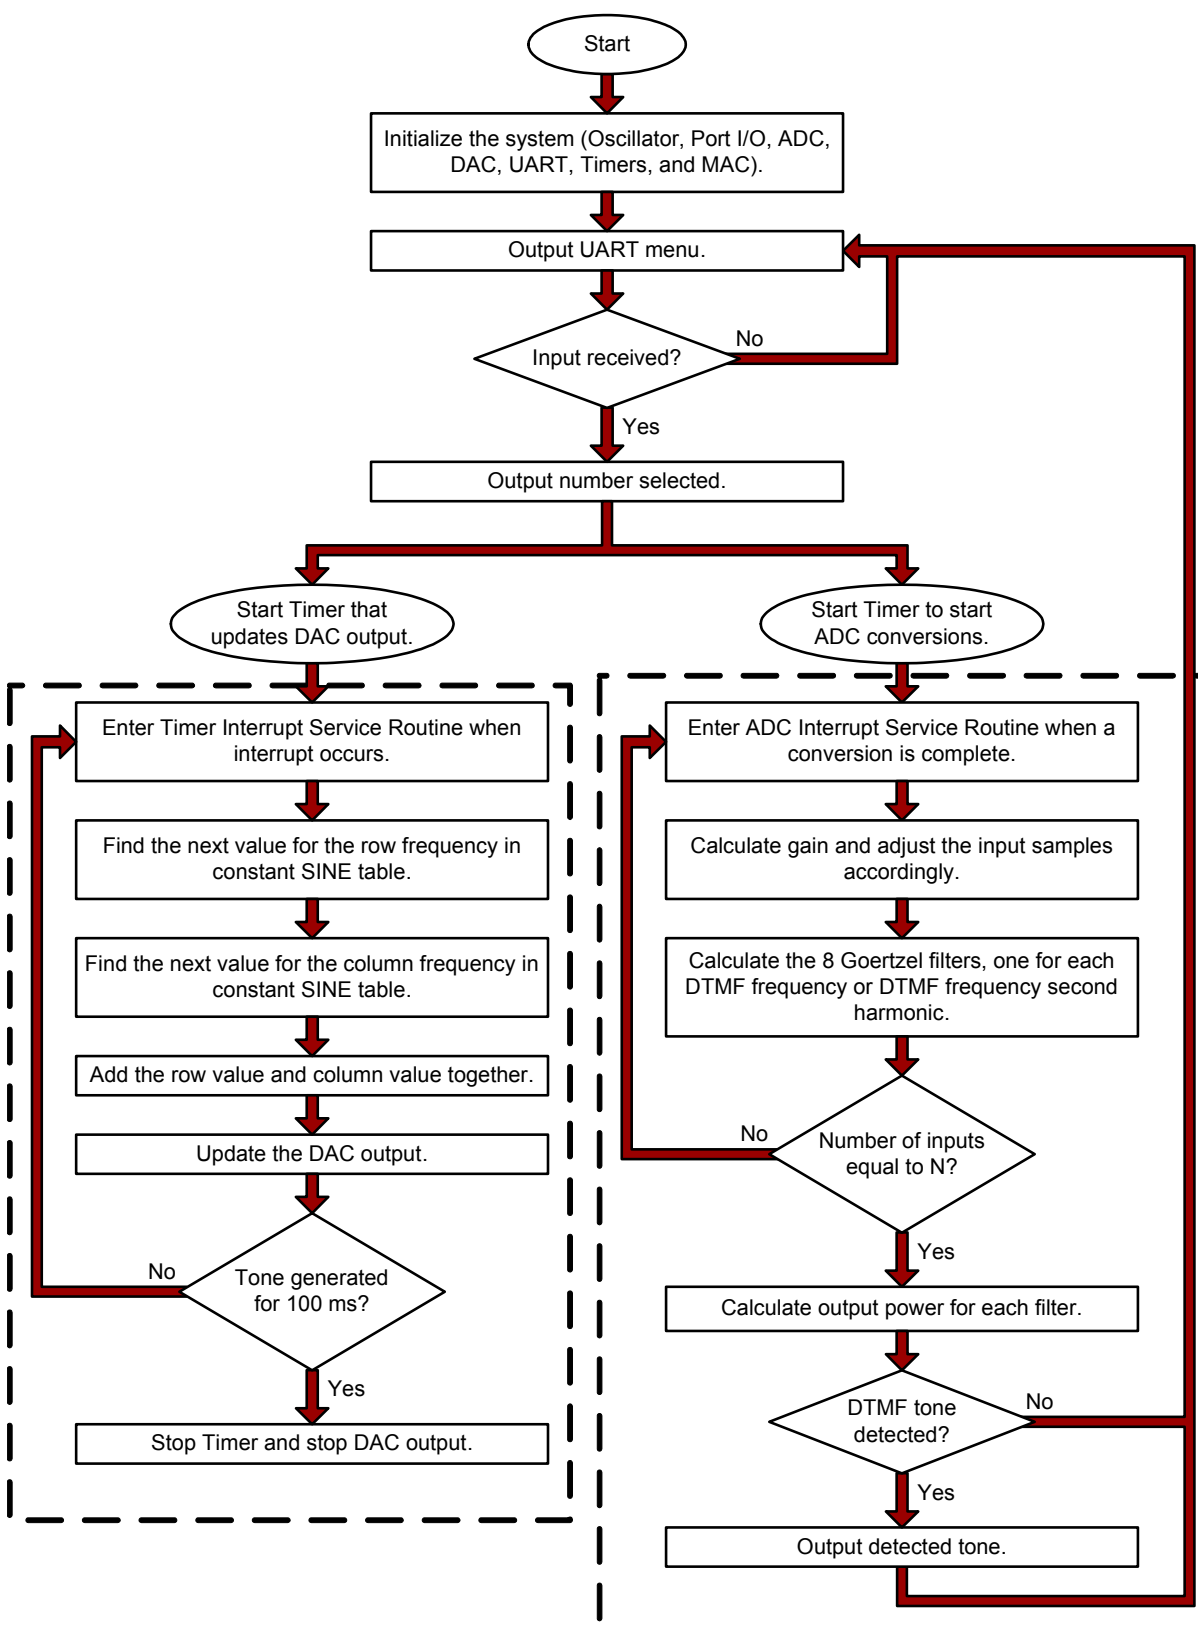 Start
Initialize the system (Oscillator, Port I/O, ADC,
DAC, UART, Timers, and MAC).
Output UART menu.
Input received?
No
Yes
Output number selected.
Start Timer that
updates DAC output.
Enter Timer Interrupt Service Routine when
interrupt occurs.
Find the next value for the row frequency in
constant SINE table.
Find the next value for the column frequency in
constant SINE table.
Add the row value and column value together.
Update the DAC output.
Tone generated
for 100 ms?
No
Yes
Stop Timer and stop DAC output.
Start Timer to start
ADC conversions.
Enter ADC Interrupt Service Routine when a
conversion is complete.
Calculate gain and adjust the input samples
accordingly.
Calculate the 8 Goertzel filters, one for each
DTMF frequency or DTMF frequency second
harmonic.
Number of inputs
equal to N?
No
Yes
Calculate output power for each filter.
DTMF tone
detected?
No
Yes
Output detected tone.